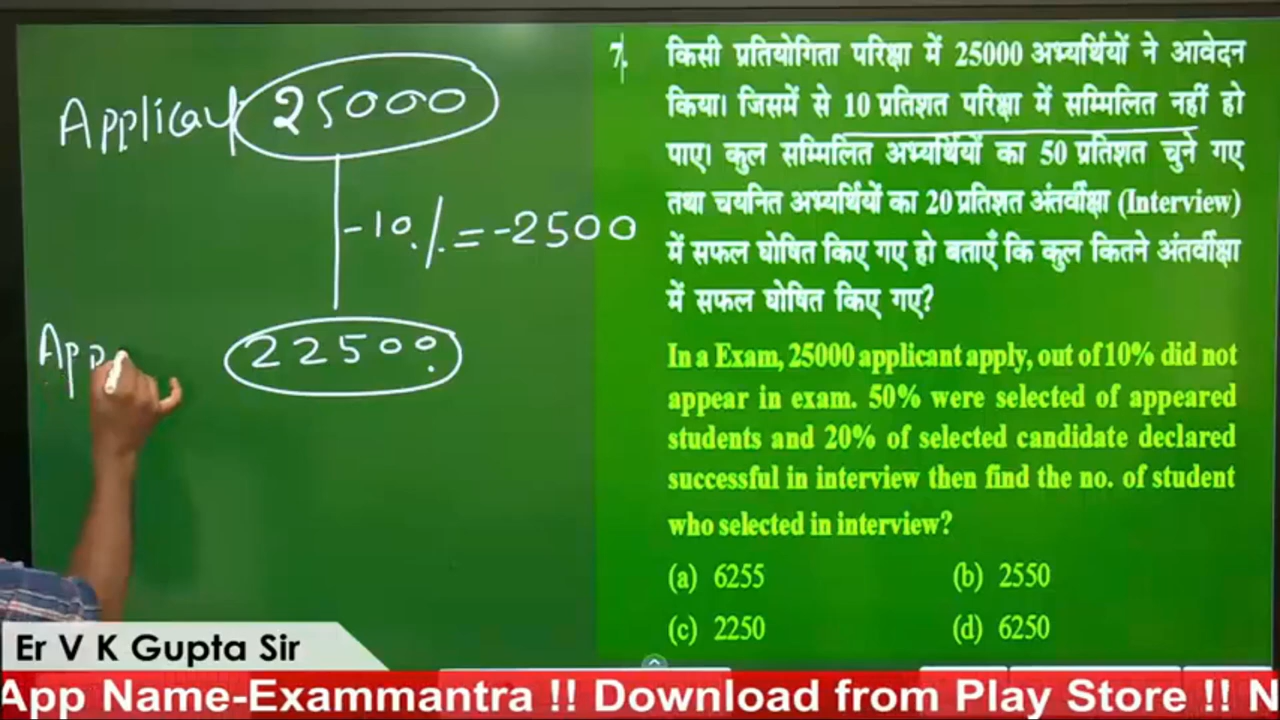 Applicant 25000
-10% = -2500
22500
App
7. किसी प्रतियोगिता परिक्षा में 25000 अभ्यर्थियों ने आवेदन
किया। जिसमें से 10 प्रतिशत परिक्षा में सम्मिलित नहीं हो
पाए। कुल सम्मिलित अभ्यर्थियों का 50 प्रतिशत चुने गए
तथा चयनित अभ्यर्थियों का 20 प्रतिशत अंतर्वीक्षा (Interview)
में सफल घोषित किए गए हो बताएँ कि कुल कितने अंतर्वीक्षा
में सफल घोषित किए गए?
In a Exam, 25000 applicant apply, out of 10% did not
appear in exam. 50% were selected of appeared
students and 20% of selected candidate declared
successful in interview then find the no. of student
who selected in interview?
(a) 6255 (b) 2550
(c) 2250 (d) 6250
Er V K Gupta Sir
App Name-Exammantra !! Download from Play Store !! N